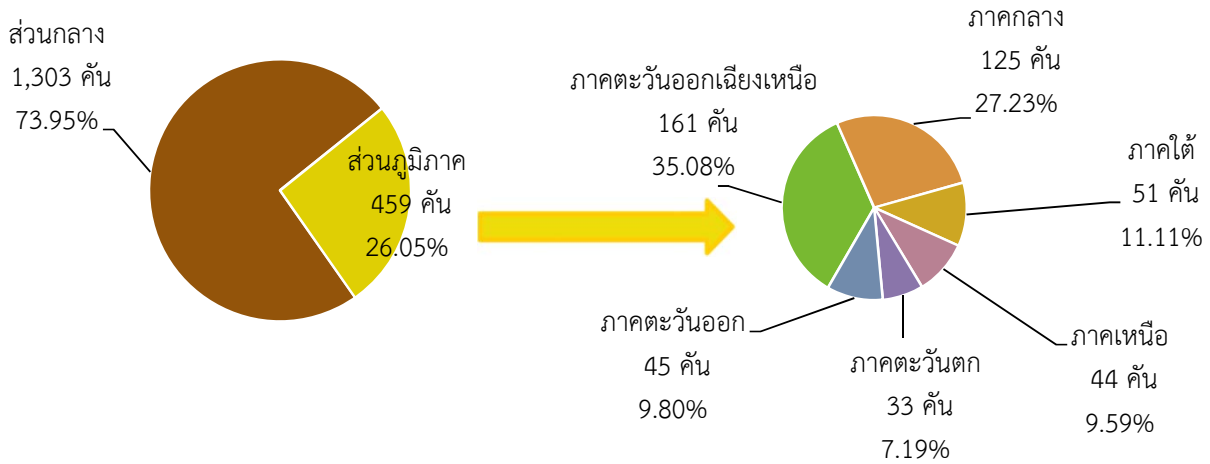 ส่วนกลาง
1,303 คัน
73.95%
ส่วนภูมิภาค
459 คัน
26.05%
ภาคตะวันออกเฉียงเหนือ
161 คัน
35.08%
ภาคกลาง
125 คัน
27.23%
ภาคใต้
51 คัน
11.11%
ภาคเหนือ
44 คัน
9.59%
ภาคตะวันตก
33 คัน
7.19%
ภาคตะวันออก
45 คัน
9.80%